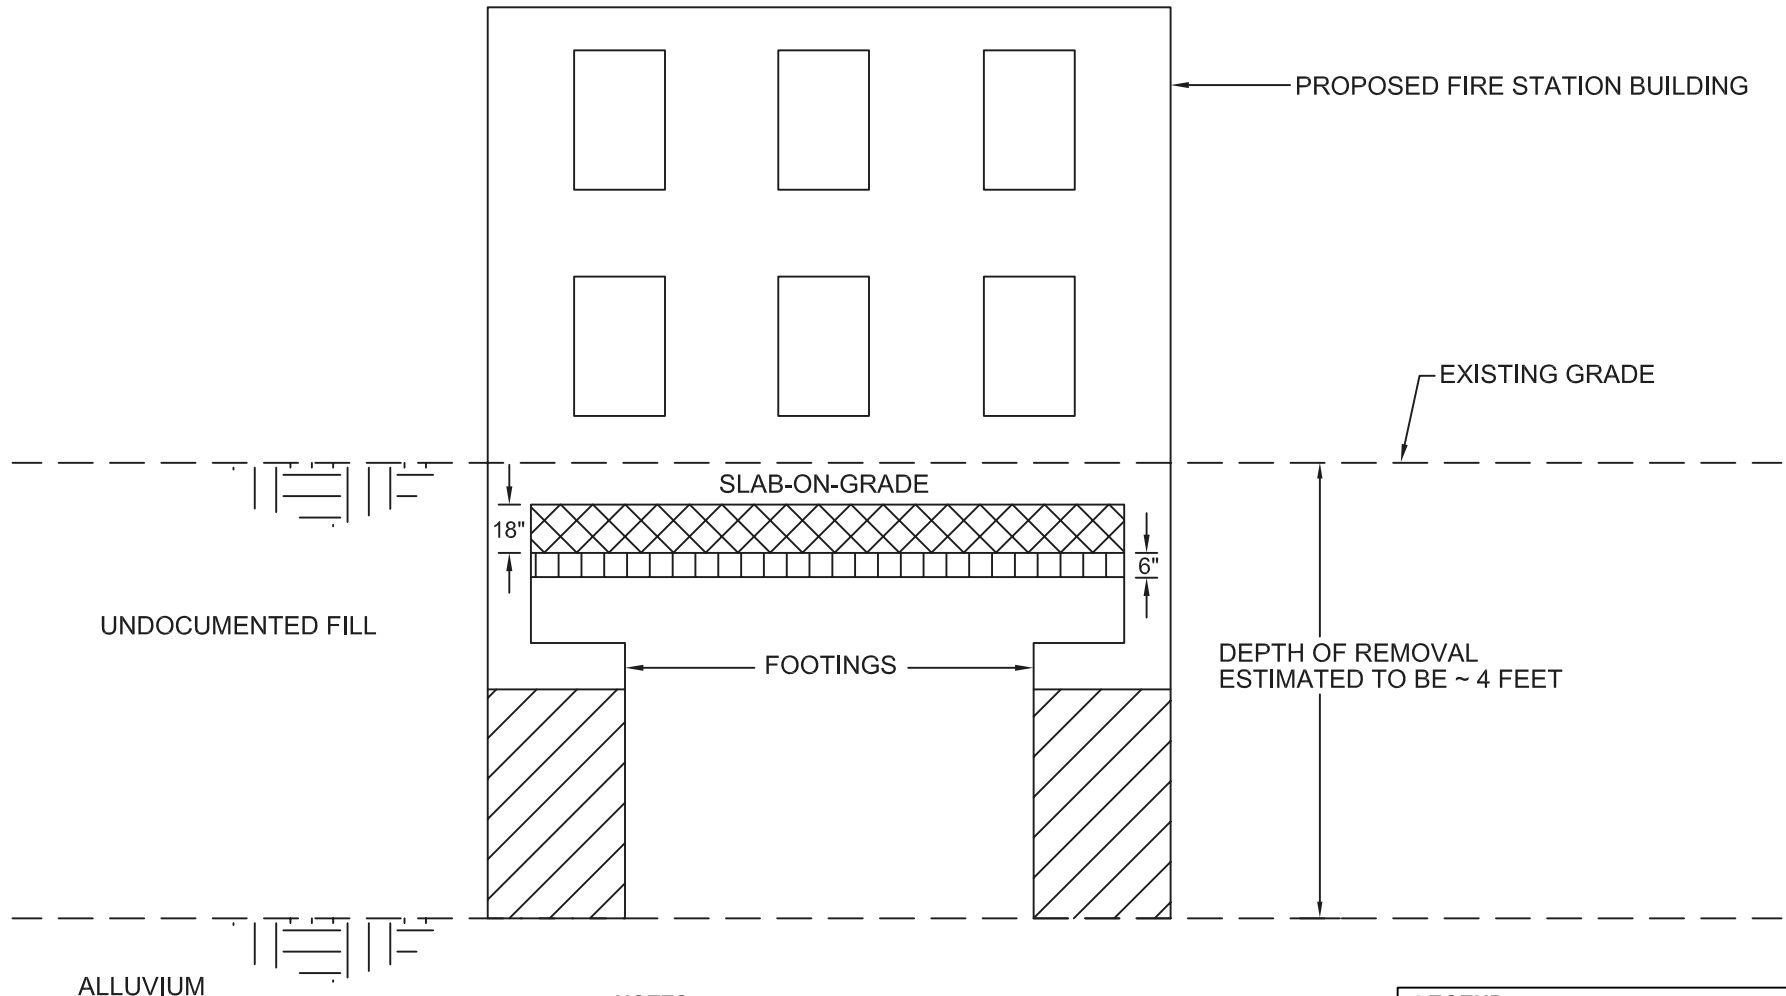 PROPOSED FIRE STATION BUILDING
EXISTING GRADE
SLAB-ON-GRADE
18"
6"
UNDOCUMENTED FILL
FOOTINGS
DEPTH OF REMOVAL
ESTIMATED TO BE ~ 4 FEET
ALLUVIUM